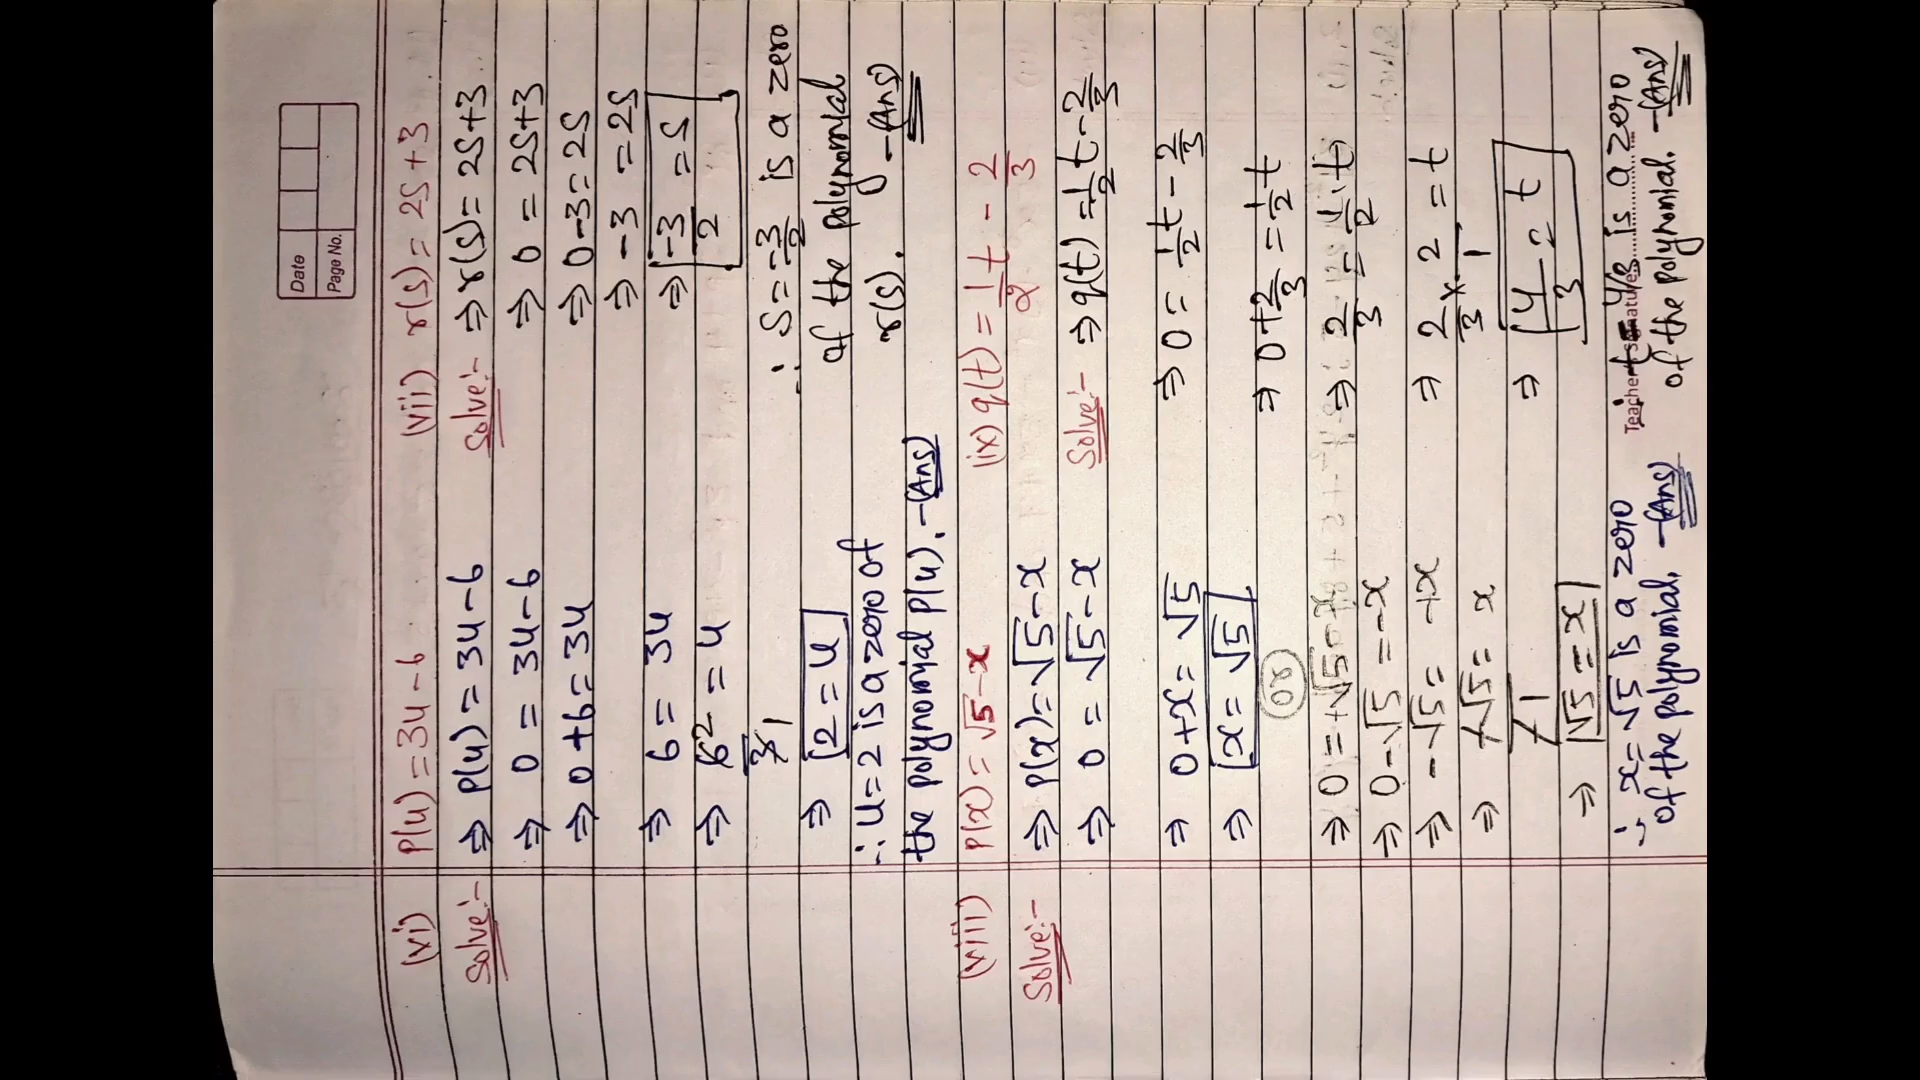 Date
Page No.
(vi) p(u) = 3u - 6
Solve:- ⇒ p(u) = 3u - 6
⇒ 0 = 3u - 6
⇒ 0 + 6 = 3u
⇒ 6 = 3u
⇒ 6² = u
3 1
⇒ 2 = u
∴ u = 2 is a zero of
the polynomial p(u). -(Ans)
(vii) r(s) = 2s + 3
Solve:- ⇒ r(s) = 2s + 3
⇒ 0 = 2s + 3
⇒ 0 - 3 = 2s
⇒ -3 = 2s
⇒ -3/2 = s
∴ s = -3/2 is a zero
of the polynomial
r(s). -(Ans)
(viii) p(x) = √5 - x
Solve:- ⇒ p(x) = √5 - x
⇒ 0 = √5 - x
⇒ 0 + x = √5
⇒ x = √5
OR
⇒ 0 = +√5 - x
⇒ 0 - √5 = -x
⇒ -√5 = -1x
⇒ -√5 = x
-1
⇒ √5 = x
∴ x = √5 is a zero
of the polynomial. -(Ans)
(ix) q(t) = 1/2 t - 2/3
Solve:- ⇒ q(t) = 1/2 t - 2/3
⇒ 0 = 1/2 t - 2/3
⇒ 0 + 2/3 = 1/2 t
⇒ 2/3 = 1/2 · t
⇒ 2/3 × 2/1 = t
⇒ 4/3 = t
∴ t = 4/3 is a zero
of the polynomial. -(Ans)
Teacher's Signature